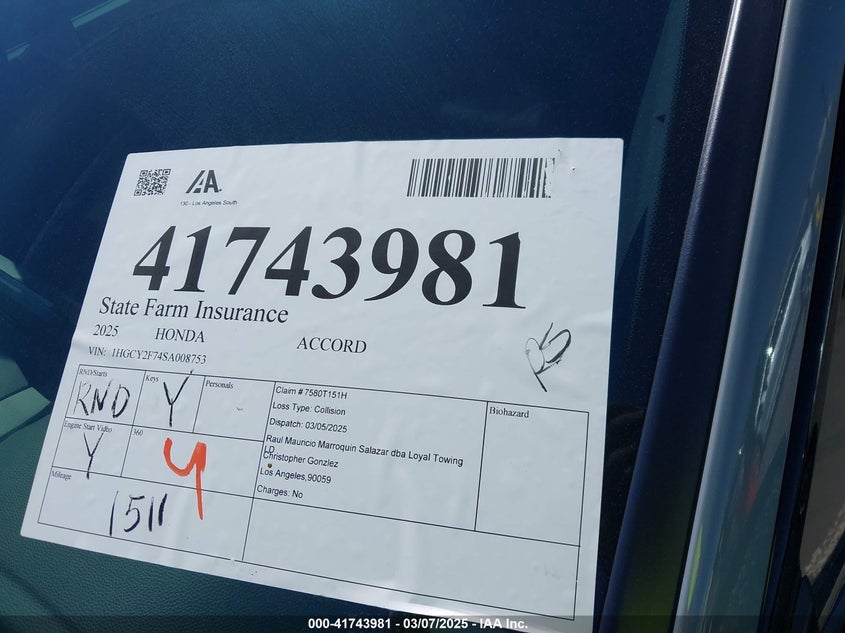 IAA.
130 - Los Angeles South
41743981
State Farm Insurance
2025 HONDA ACCORD
VIN: 1HGCY2F74SA008753
RND/Starts
RND
Keys
Y
Personals
-
Engine Start Vidbo
Y
360
Y
Mileage
1511
Claim # 7580T151H
Loss Type: Collision
Dispatch: 03/05/2025
Raul Mauricio Marroquin Salazar dba Loyal Towing
LD
Christopher Gonzlez
Los Angeles,90059
Charges: No
Biohazard
000-41743981 - 03/07/2025 - IAA Inc.